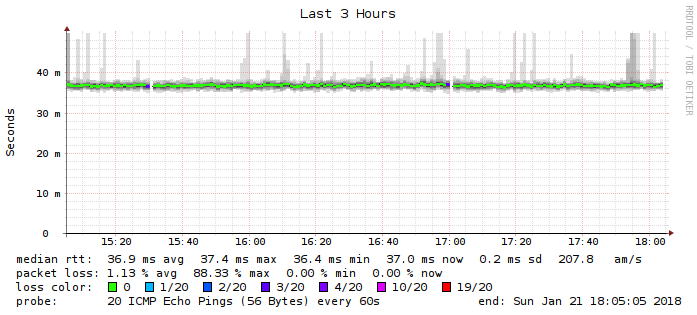 Last 3 Hours
RRDTOOL / TOBI OETIKER
Seconds
40 m
30 m
20 m
10 m
0
15:20 15:40 16:00 16:20 16:40 17:00 17:20 17:40 18:00
median rtt: 36.9 ms avg 37.4 ms max 36.4 ms min 37.0 ms now 0.2 ms sd 207.8 am/s
packet loss: 1.13 % avg 88.33 % max 0.00 % min 0.00 % now
loss color: 0 1/20 2/20 3/20 4/20 10/20 19/20
probe: 20 ICMP Echo Pings (56 Bytes) every 60s end: Sun Jan 21 18:05:05 2018